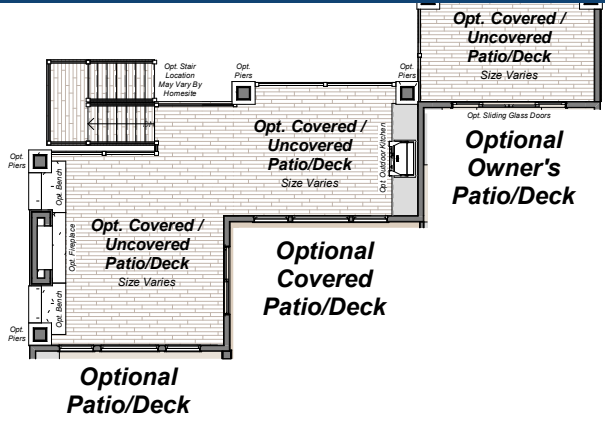 Opt. Covered /
Uncovered
Patio/Deck
Size Varies
Opt. Stair
Location
May Vary By
Homesite
Opt.
Piers
Opt.
Piers
Opt. Sliding Glass Doors
Optional
Owner's
Patio/Deck
Opt. Covered /
Uncovered
Patio/Deck
Size Varies
Opt Outdoor Kitchen
Opt.
Piers
Opt. Bench
Opt. Fireplace
Opt. Covered /
Uncovered
Patio/Deck
Size Varies
Opt. Bench
Opt.
Piers
Optional
Covered
Patio/Deck
Optional
Patio/Deck